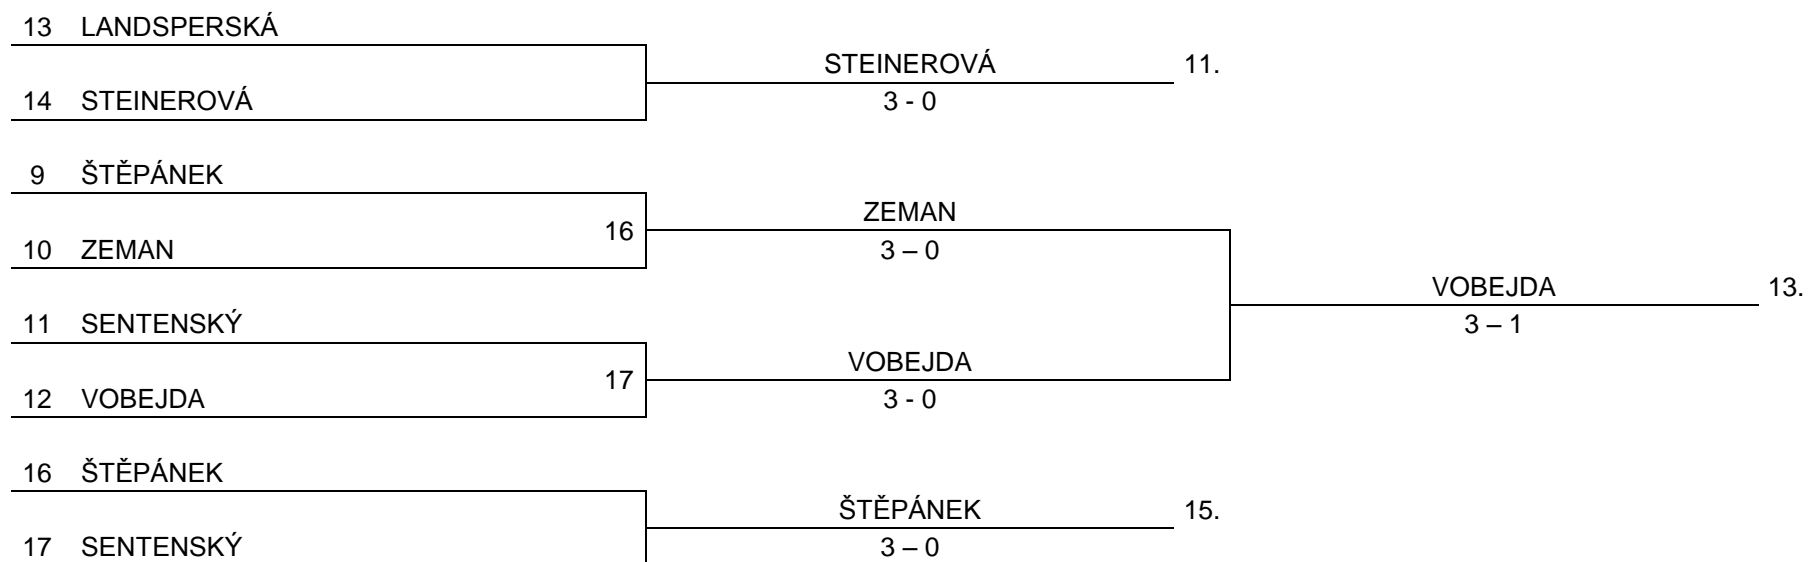 13 LANDSPERSKÁ
STEINEROVÁ 11.
14 STEINEROVÁ
3 - 0
9 ŠTĚPÁNEK
ZEMAN
16
10 ZEMAN
3 – 0
VOBEJDA 13.
11 SENTENSKÝ
3 – 1
VOBEJDA
17
12 VOBEJDA
3 - 0
16 ŠTĚPÁNEK
ŠTĚPÁNEK 15.
17 SENTENSKÝ
3 – 0